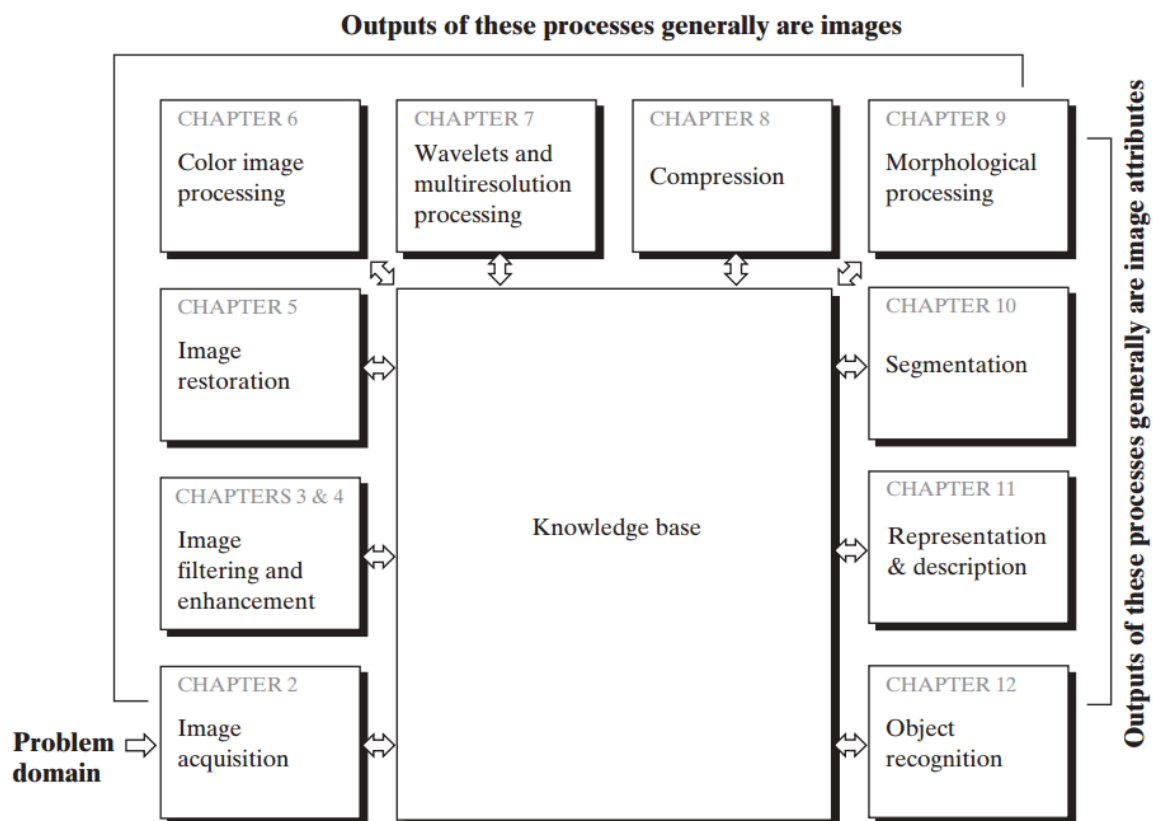 Outputs of these processes generally are images
CHAPTER 6
Color image
processing
CHAPTER 7
Wavelets and
multiresolution
processing
CHAPTER 8
Compression
CHAPTER 9
Morphological
processing
CHAPTER 5
Image
restoration
CHAPTERS 3 & 4
Image
filtering and
enhancement
CHAPTER 2
Image
acquisition
Problem
domain
Knowledge base
CHAPTER 10
Segmentation
CHAPTER 11
Representation
& description
CHAPTER 12
Object
recognition
Outputs of these processes generally are image attributes